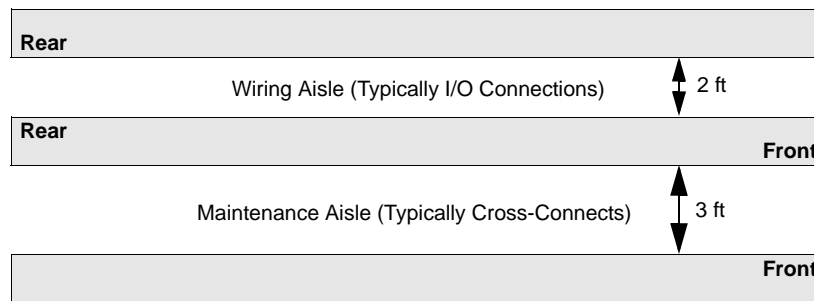 Rear
Wiring Aisle (Typically I/O Connections)
2 ft
Rear
Front
Maintenance Aisle (Typically Cross-Connects)
3 ft
Front